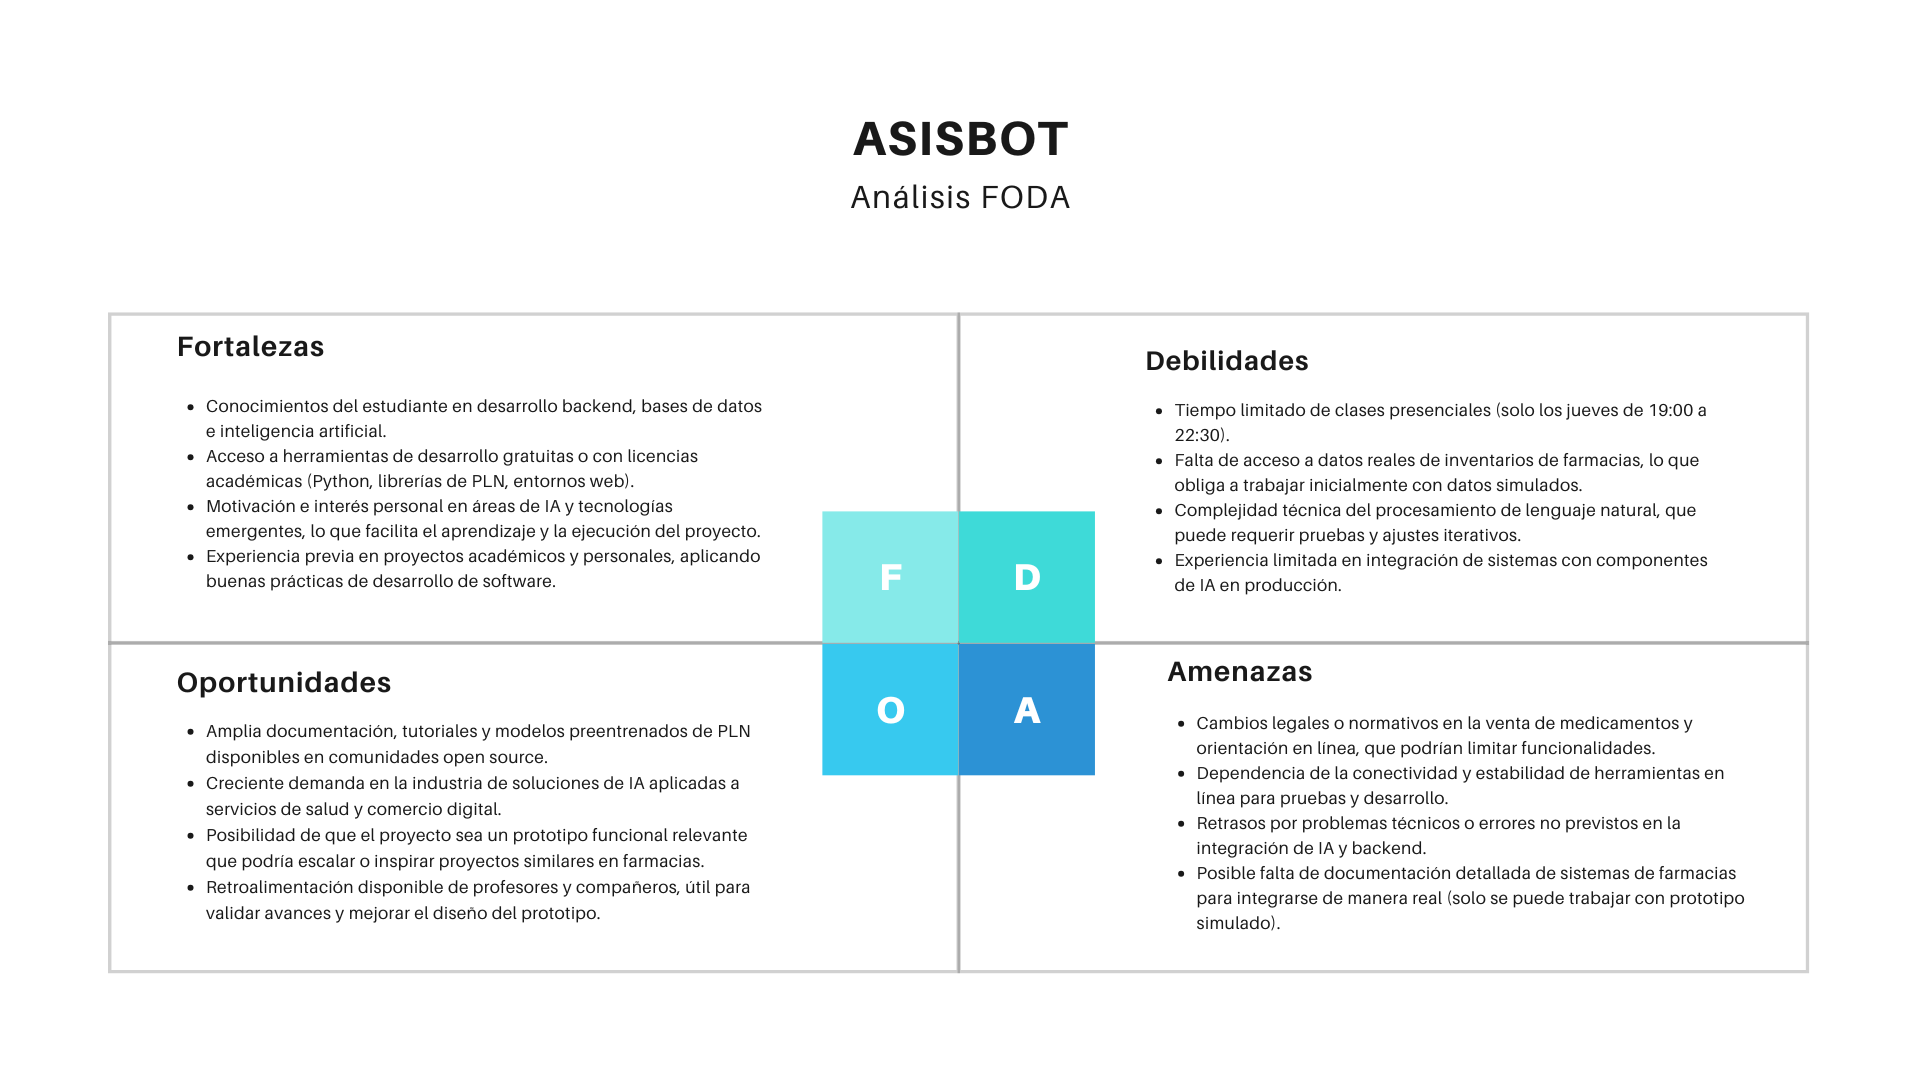 ASISBOT
Análisis FODA
Fortalezas
• Conocimientos del estudiante en desarrollo backend, bases de datos
e inteligencia artificial.
• Acceso a herramientas de desarrollo gratuitas o con licencias
académicas (Python, librerías de PLN, entornos web).
• Motivación e interés personal en áreas de IA y tecnologías
emergentes, lo que facilita el aprendizaje y la ejecución del proyecto.
• Experiencia previa en proyectos académicos y personales, aplicando
buenas prácticas de desarrollo de software.
Debilidades
• Tiempo limitado de clases presenciales (solo los jueves de 19:00 a
22:30).
• Falta de acceso a datos reales de inventarios de farmacias, lo que
obliga a trabajar inicialmente con datos simulados.
• Complejidad técnica del procesamiento de lenguaje natural, que
puede requerir pruebas y ajustes iterativos.
• Experiencia limitada en integración de sistemas con componentes
de IA en producción.
F
D
O
A
Oportunidades
• Amplia documentación, tutoriales y modelos preentrenados de PLN
disponibles en comunidades open source.
• Creciente demanda en la industria de soluciones de IA aplicadas a
servicios de salud y comercio digital.
• Posibilidad de que el proyecto sea un prototipo funcional relevante
que podría escalar o inspirar proyectos similares en farmacias.
• Retroalimentación disponible de profesores y compañeros, útil para
validar avances y mejorar el diseño del prototipo.
Amenazas
• Cambios legales o normativos en la venta de medicamentos y
orientación en línea, que podrían limitar funcionalidades.
• Dependencia de la conectividad y estabilidad de herramientas en
línea para pruebas y desarrollo.
• Retrasos por problemas técnicos o errores no previstos en la
integración de IA y backend.
• Posible falta de documentación detallada de sistemas de farmacias
para integrarse de manera real (solo se puede trabajar con prototipo
simulado).